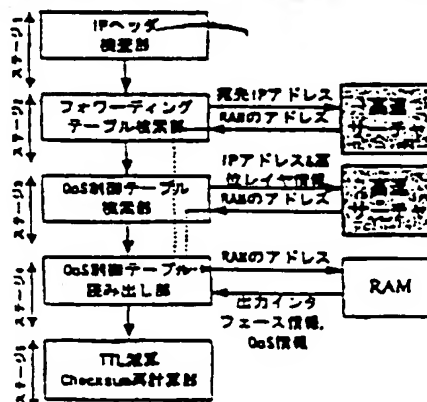 ステージ1
IPヘッダ
検査部
ステージ2
フォワーディング
テーブル検索部
宛先IPアドレス
RAMのアドレス
高速
サーチャ
ステージ3
QoS制御テーブル
検索部
IPアドレス&上
位レイヤ情報
RAMのアドレス
高速
サーチャ
ステージ4
QoS制御テーブル
読み出し部
RAMのアドレス
出力インタ
フェース情報,
QoS情報
RAM
ステージ5
TTL減算
Checksum再計算部